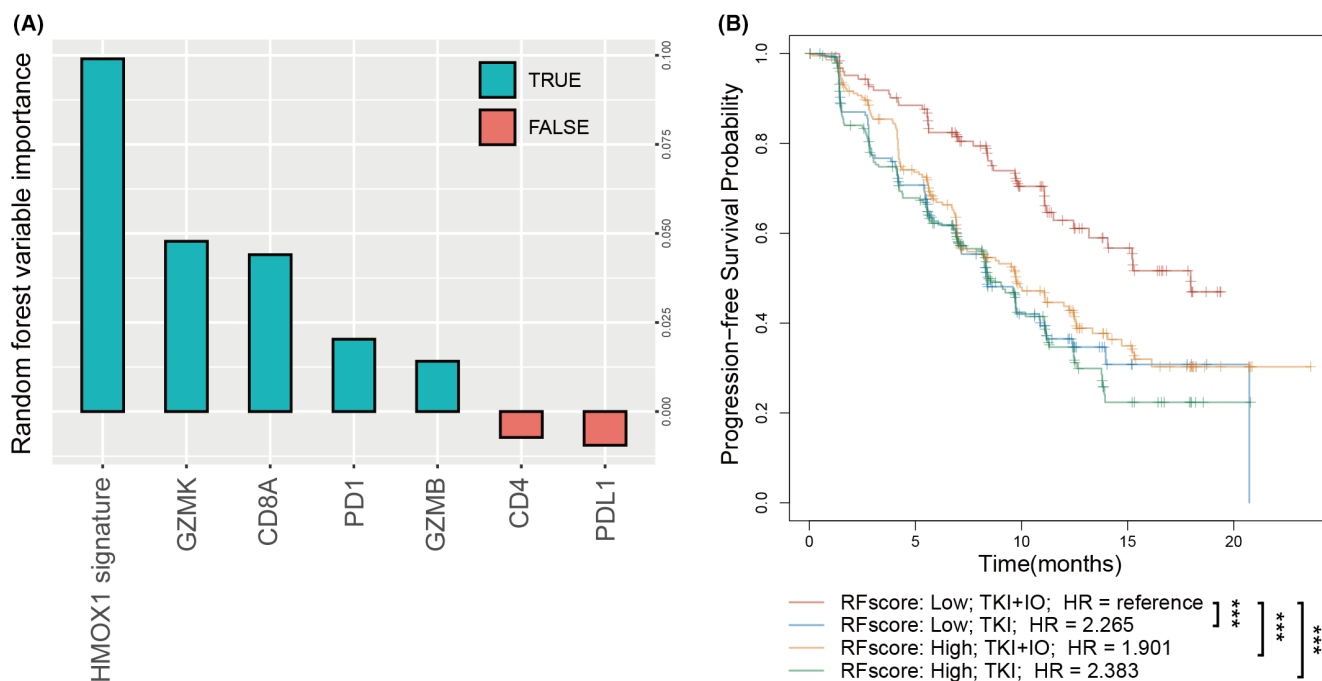 (A)
Random forest variable importance
TRUE
FALSE
0.100
0.075
0.050
0.025
0.000
HMOX1 signature
GZMK
CD8A
PD1
GZMB
CD4
PDL1
(B)
Progression-free Survival Probability
1.0
0.8
0.6
0.4
0.2
0.0
0 5 10 15 20
Time(months)
RFscore: Low; TKI+IO; HR = reference
RFscore: Low; TKI; HR = 2.265
RFscore: High; TKI+IO; HR = 1.901
RFscore: High; TKI; HR = 2.383
***
***
***